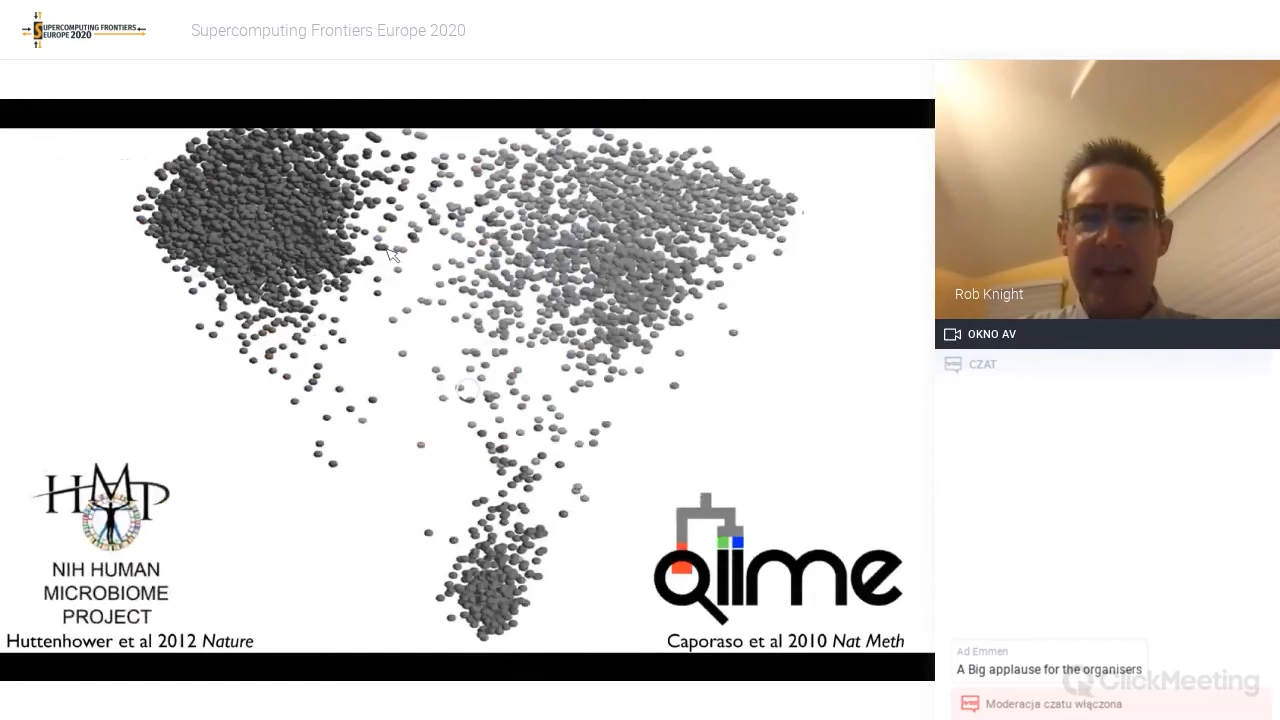 SUPERCOMPUTING FRONTIERS
EUROPE 2020
Supercomputing Frontiers Europe 2020
Rob Knight
OKNO AV
CZAT
HMP
NIH HUMAN
MICROBIOME
PROJECT
Huttenhower et al 2012 Nature
Qiime
Caporaso et al 2010 Nat Meth
Ad Emmen
A Big applause for the organisers
ClickMeeting
Moderacja czatu włączona